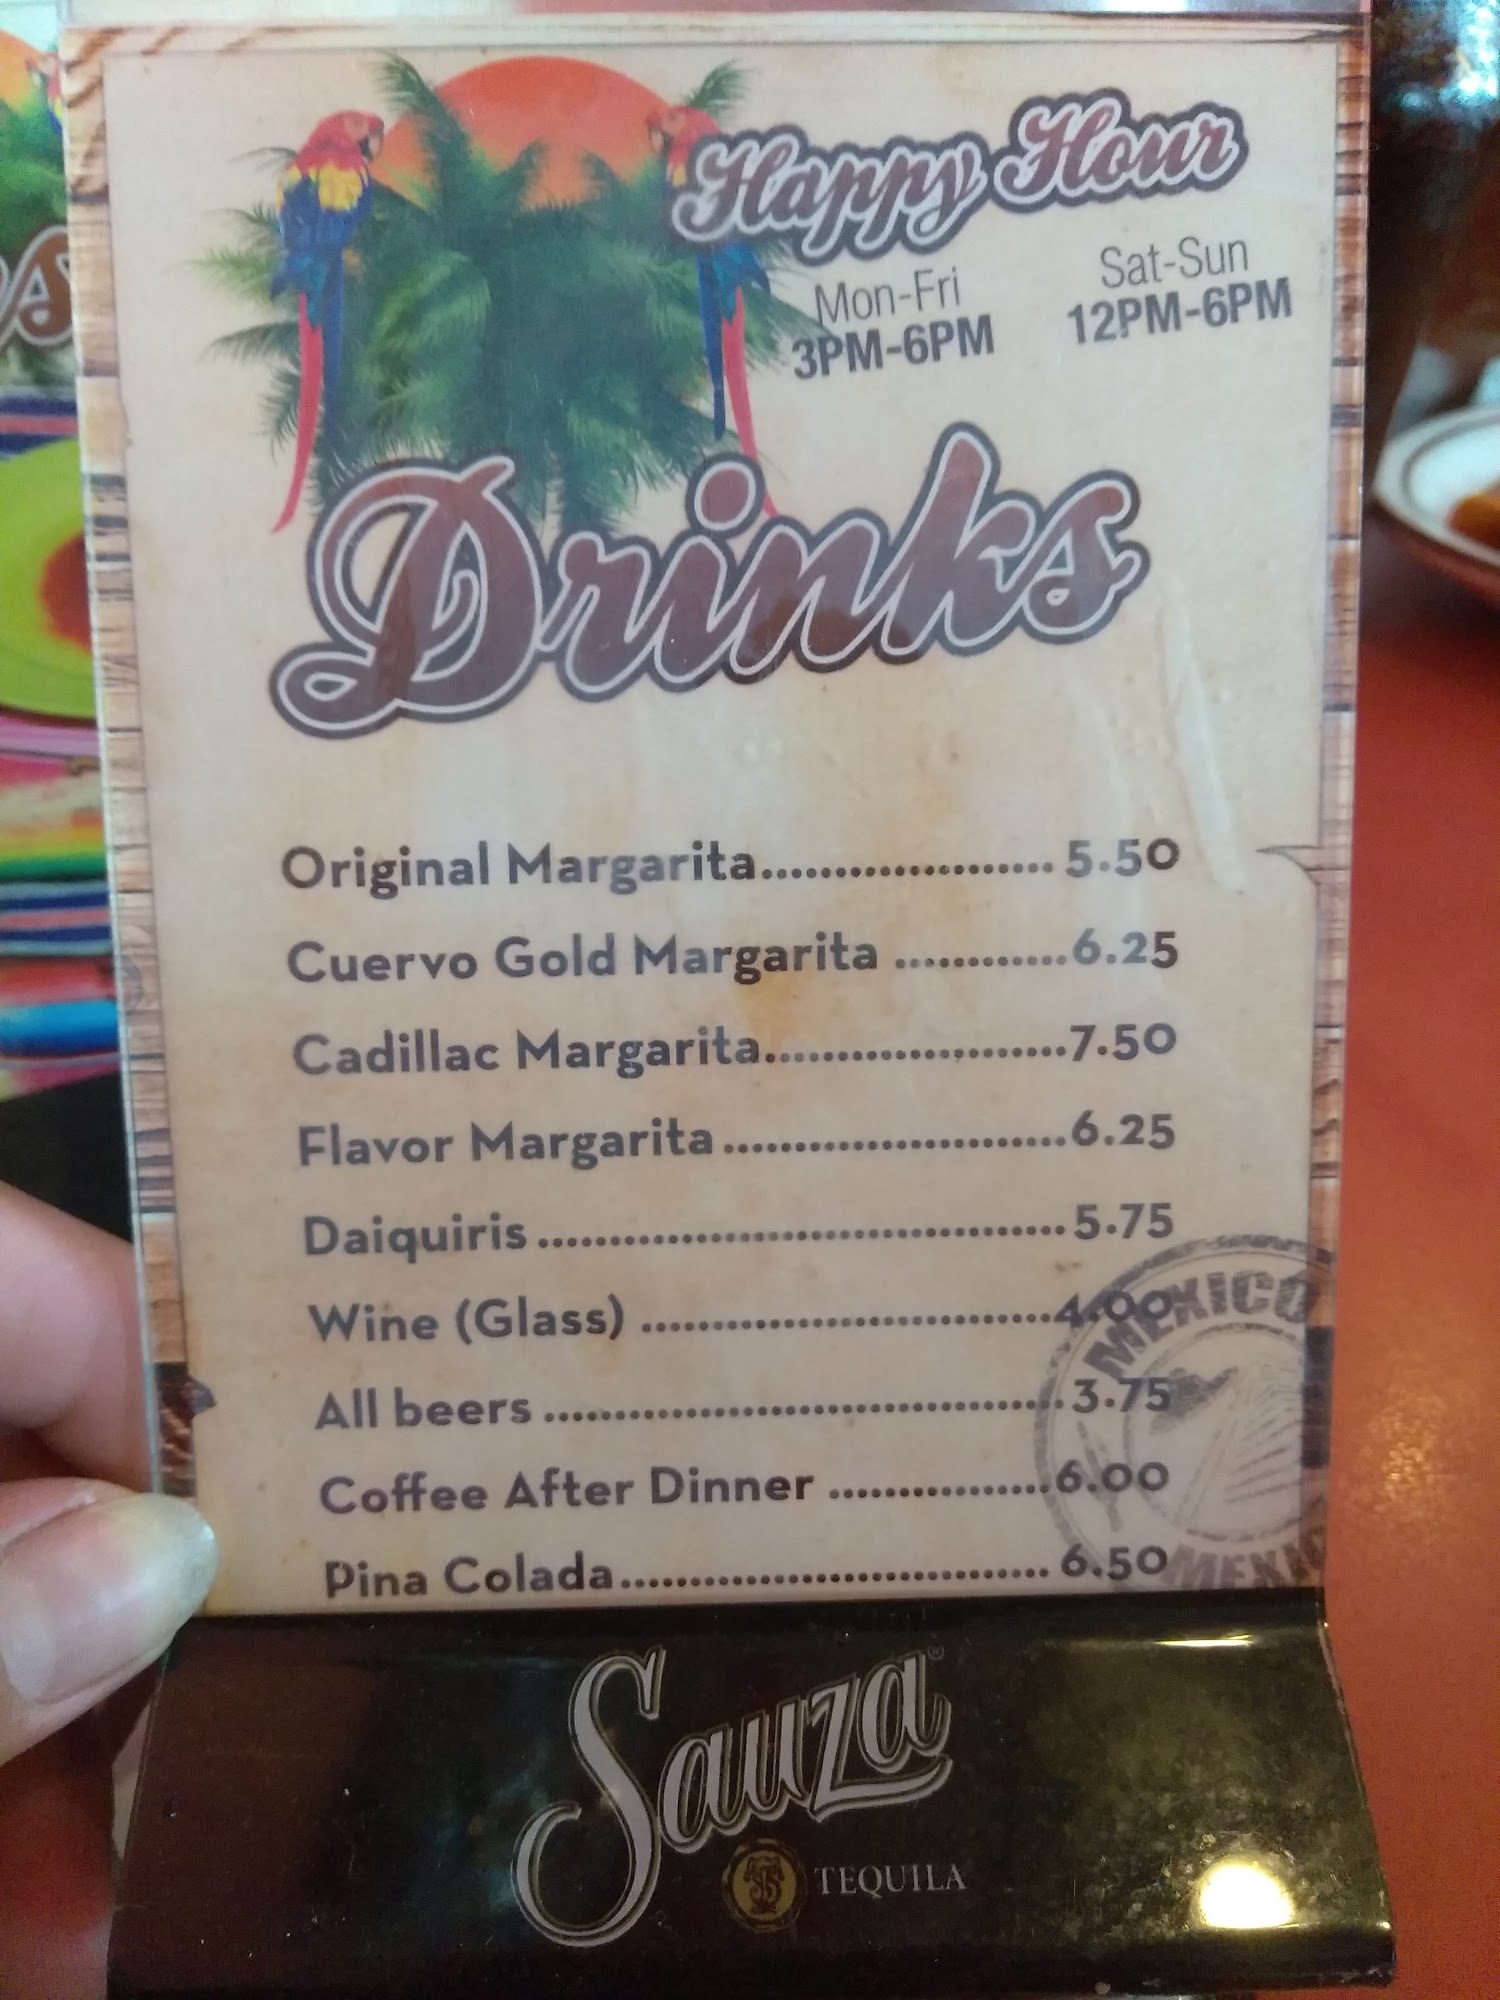 Happy Hour
Mon-Fri
3PM-6PM
Sat-Sun
12PM-6PM
Drinks
Original Margarita.................... 5.50
Cuervo Gold Margarita ............6.25
Cadillac Margarita.....................7.50
Flavor Margarita........................6.25
Daiquiris.....................................5.75
Wine (Glass) .............................4.00
All beers .....................................3.75
Coffee After Dinner ................6.00
Pina Colada............................... 6.50
MEXICO
Sauza®
TEQUILA